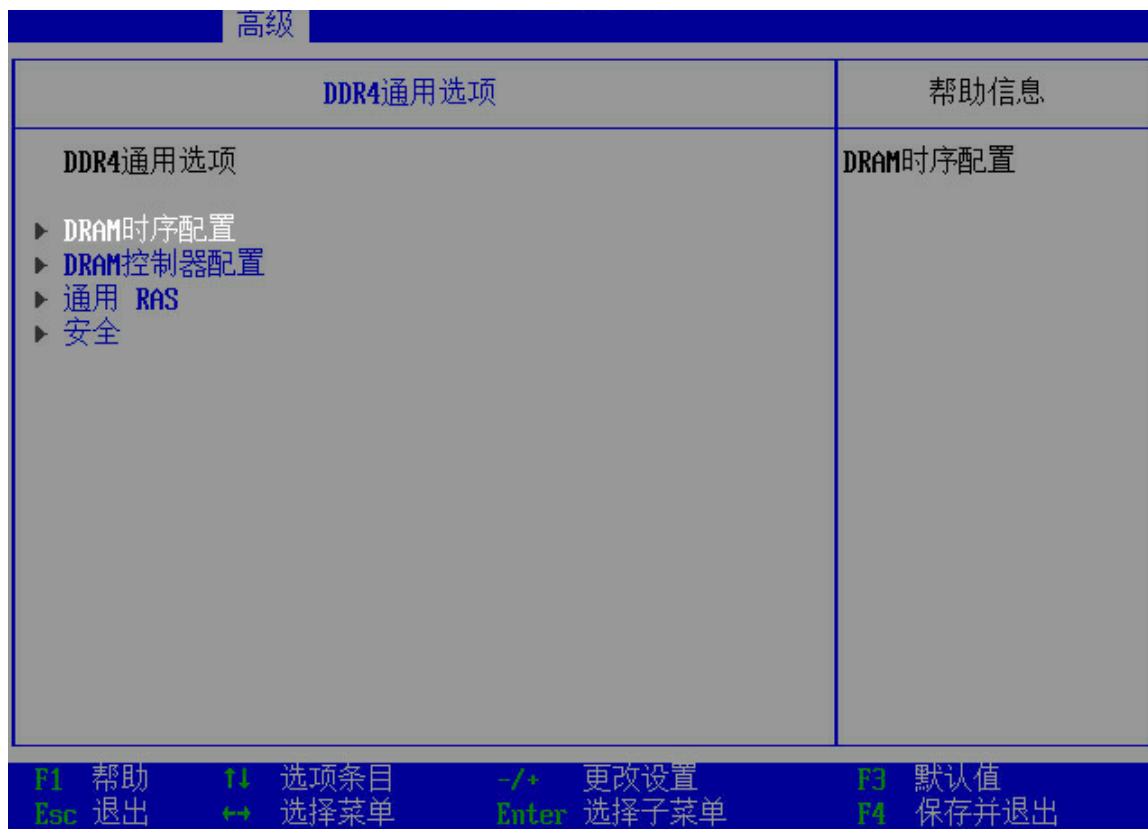 高级
DDR4通用选项
帮助信息
DDR4通用选项
DRAM时序配置
DRAM时序配置
DRAM控制器配置
通用 RAS
安全
F1 帮助 ↑↓ 选项条目 -/+ 更改设置 F3 默认值
Esc 退出 ←→ 选择菜单 Enter 选择子菜单 F4 保存并退出